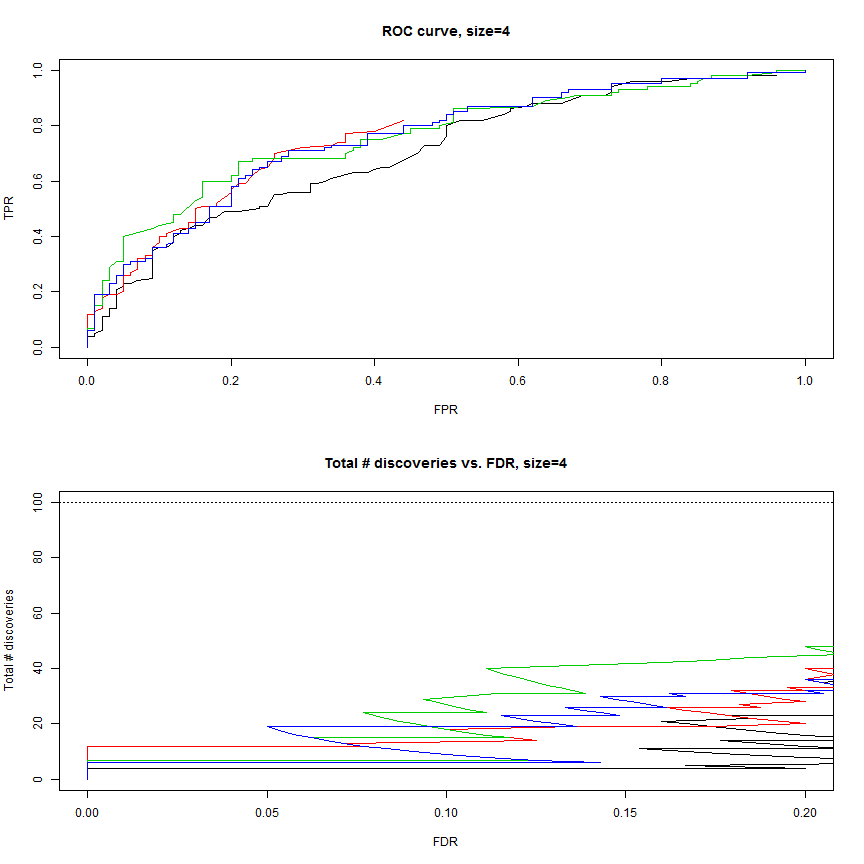 ROC curve, size=4
1.0
0.8
0.6
0.4
0.2
0.0
TPR
0.0 0.2 0.4 0.6 0.8 1.0
FPR
Total # discoveries vs. FDR, size=4
100
80
60
40
20
0
Total # discoveries
0.00 0.05 0.10 0.15 0.20
FDR